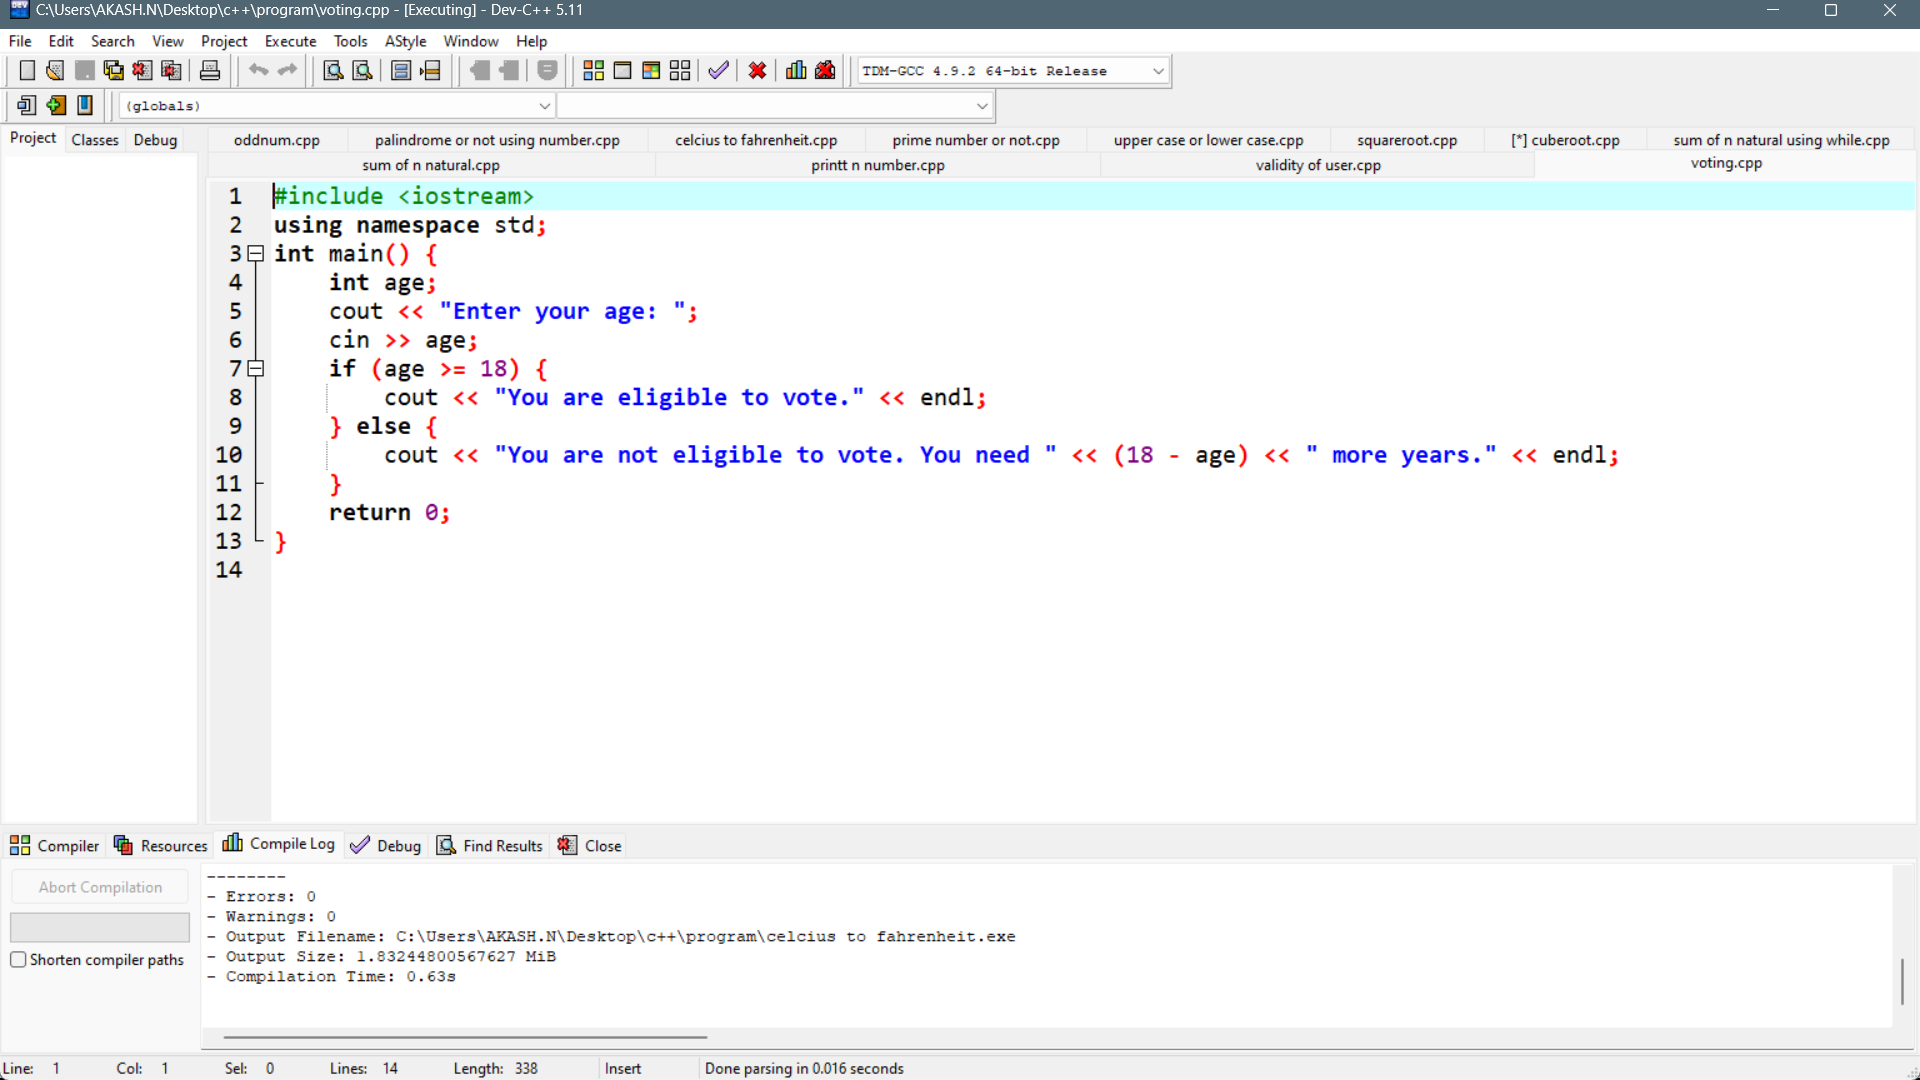 C:\Users\AKASH.N\Desktop\c++\program\voting.cpp - [Executing] - Dev-C++ 5.11
File Edit Search View Project Execute Tools AStyle Window Help
TDM-GCC 4.9.2 64-bit Release
(globals)
Project Classes Debug
oddnum.cpp palindrome or not using number.cpp celcius to fahrenheit.cpp prime number or not.cpp upper case or lower case.cpp squareroot.cpp [*] cuberoot.cpp sum of n natural using while.cpp
sum of n natural.cpp printt n number.cpp validity of user.cpp voting.cpp
1 #include <iostream>
2 using namespace std;
3 int main() {
4 int age;
5 cout << "Enter your age: ";
6 cin >> age;
7 if (age >= 18) {
8 cout << "You are eligible to vote." << endl;
9 } else {
10 cout << "You are not eligible to vote. You need " << (18 - age) << " more years." << endl;
11 }
12 return 0;
13 }
14
Compiler Resources Compile Log Debug Find Results Close
Abort Compilation
Shorten compiler paths
--------
- Errors: 0
- Warnings: 0
- Output Filename: C:\Users\AKASH.N\Desktop\c++\program\celcius to fahrenheit.exe
- Output Size: 1.83244800567627 MiB
- Compilation Time: 0.63s
Line: 1 Col: 1 Sel: 0 Lines: 14 Length: 338 Insert Done parsing in 0.016 seconds